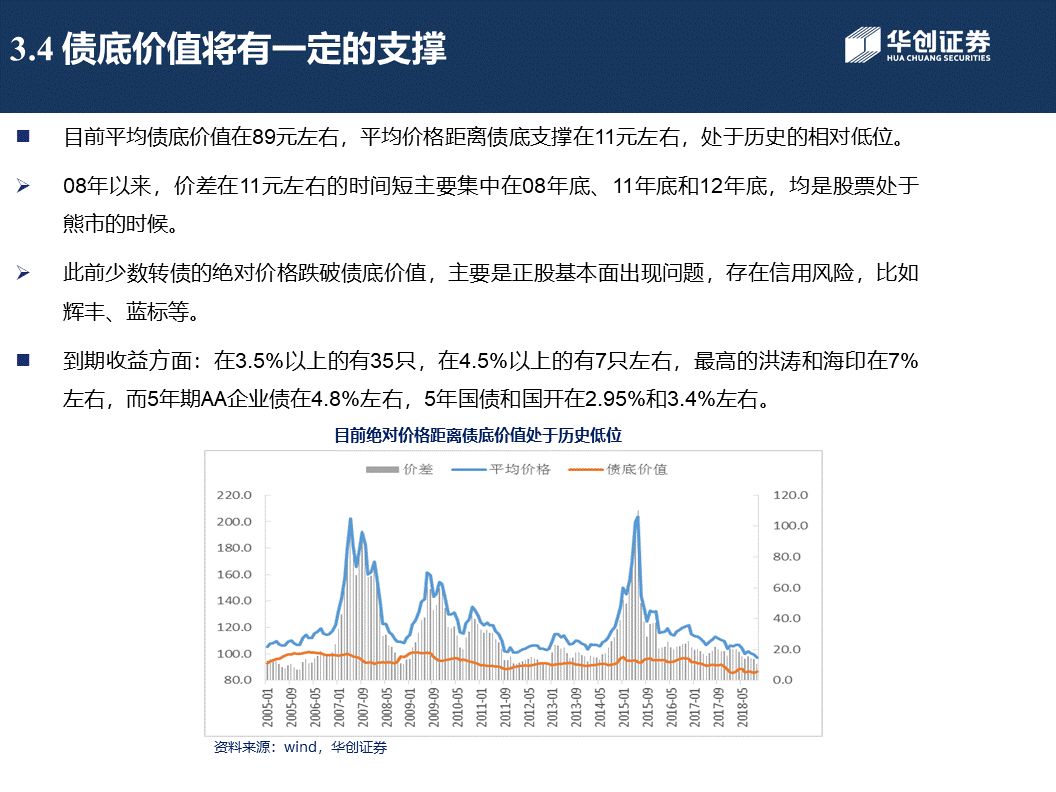 3.4 债底价值将有一定的支撑
华创证券
HUA CHUANG SECURITIES
目前平均债底价值在89元左右，平均价格距离债底支撑在11元左右，处于历史的相对低位。
08年以来，价差在11元左右的时间短主要集中在08年底、11年底和12年底，均是股票处于
熊市的时候。
此前少数转债的绝对价格跌破债底价值，主要是正股基本面出现问题，存在信用风险，比如
辉丰、蓝标等。
到期收益方面：在3.5%以上的有35只，在4.5%以上的有7只左右，最高的洪涛和海印在7%
左右，而5年期AA企业债在4.8%左右，5年国债和国开在2.95%和3.4%左右。
目前绝对价格距离债底价值处于历史低位
价差 平均价格 债底价值
220.0 120.0
200.0 100.0
180.0 80.0
160.0 60.0
140.0 40.0
120.0 20.0
100.0 0.0
80.0
2005-01 2005-09 2006-05 2007-01 2007-09 2008-05 2009-01 2009-09 2010-05 2011-01 2011-09 2012-05 2013-01 2013-09 2014-05 2015-01 2015-09 2016-05 2017-01 2017-09 2018-05
资料来源：wind，华创证券